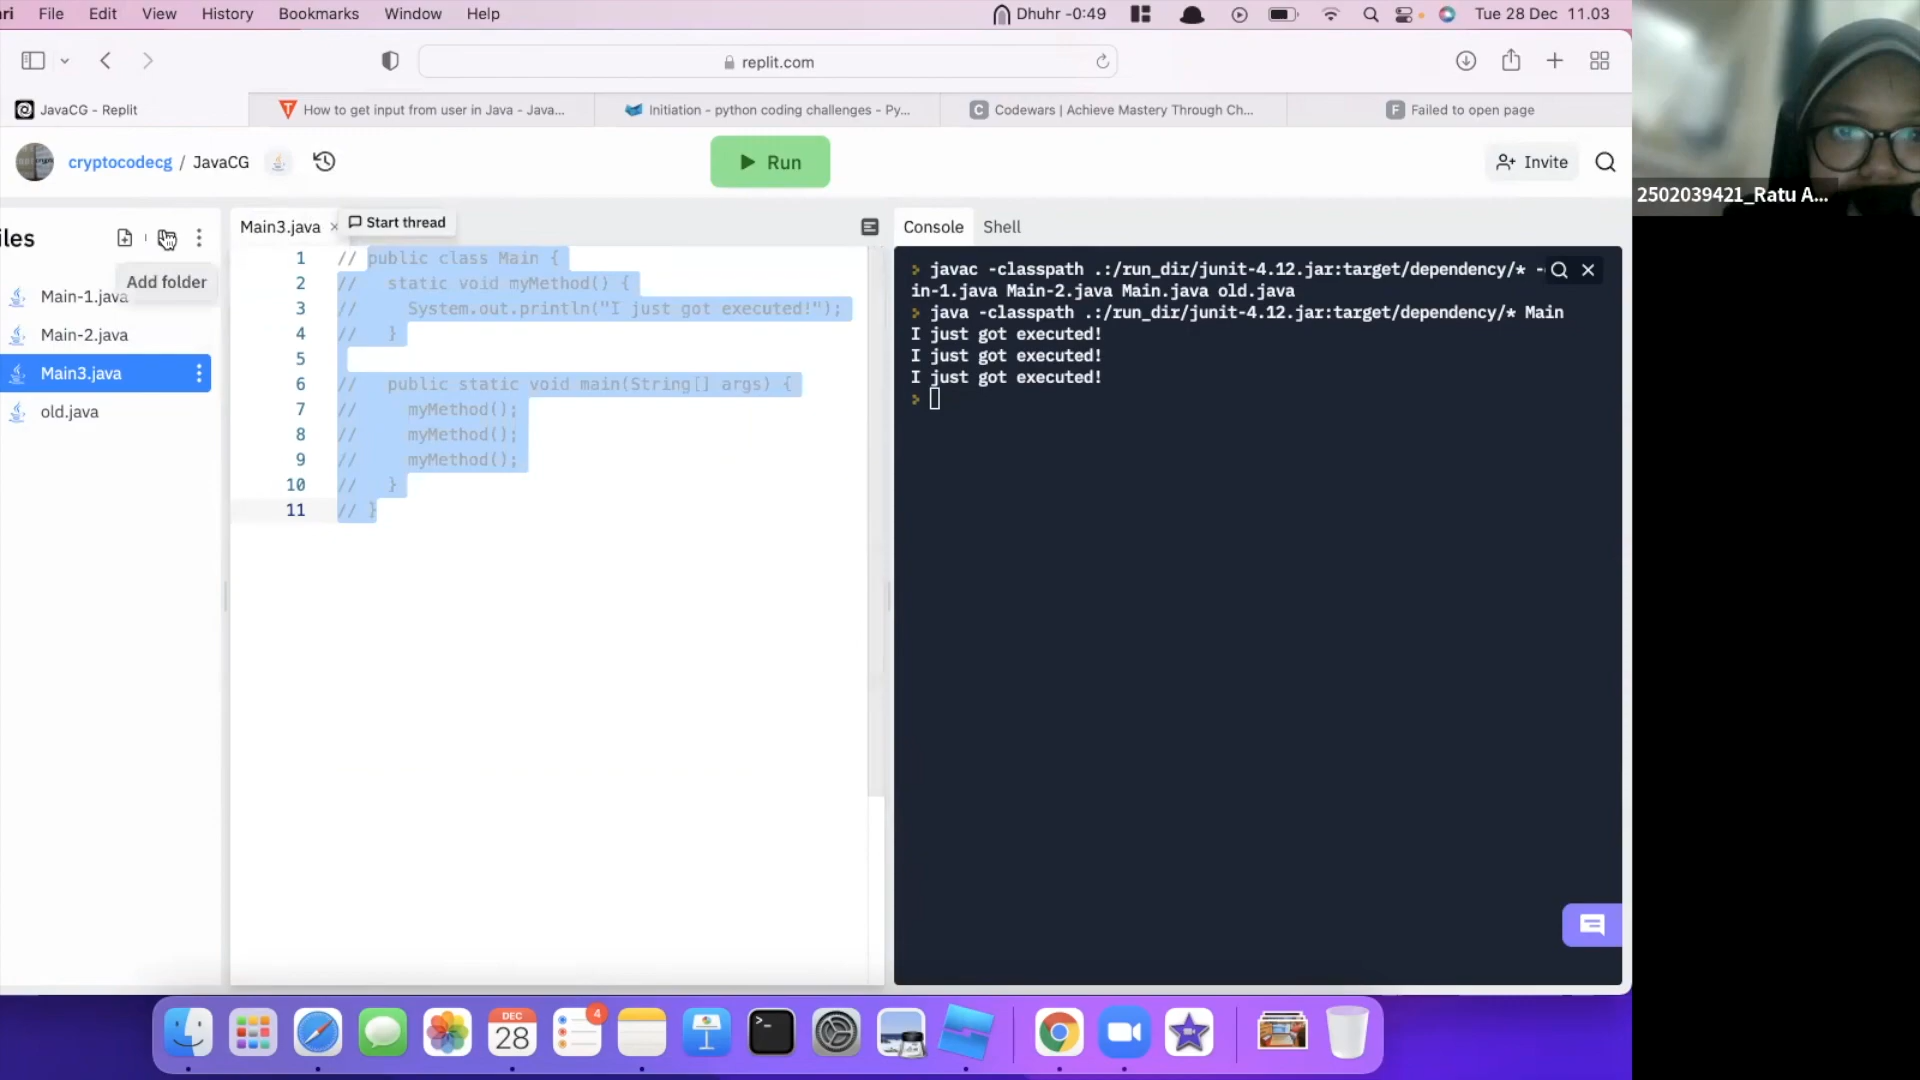 ri File Edit View History Bookmarks Window Help Dhuhr -0:49 Tue 28 Dec 11.03
replit.com
JavaCG - Replit How to get input from user in Java - Java... Initiation - python coding challenges - Py... Codewars | Achieve Mastery Through Ch... Failed to open page
cryptocodecg / JavaCG Run Invite
iles
Add folder
Main-1.java
Main-2.java
Main3.java
old.java
Main3.java × Start thread
1 // public class Main {
2 //   static void myMethod() {
3 //     System.out.println("I just got executed!");
4 //   }
5
6 //   public static void main(String[] args) {
7 //     myMethod();
8 //     myMethod();
9 //     myMethod();
10 //   }
11 // }
Console Shell
> javac -classpath .:/run_dir/junit-4.12.jar:target/dependency/* -
in-1.java Main-2.java Main.java old.java
> java -classpath .:/run_dir/junit-4.12.jar:target/dependency/* Main
I just got executed!
I just got executed!
I just got executed!
>
2502039421_Ratu A...
DEC
28
4